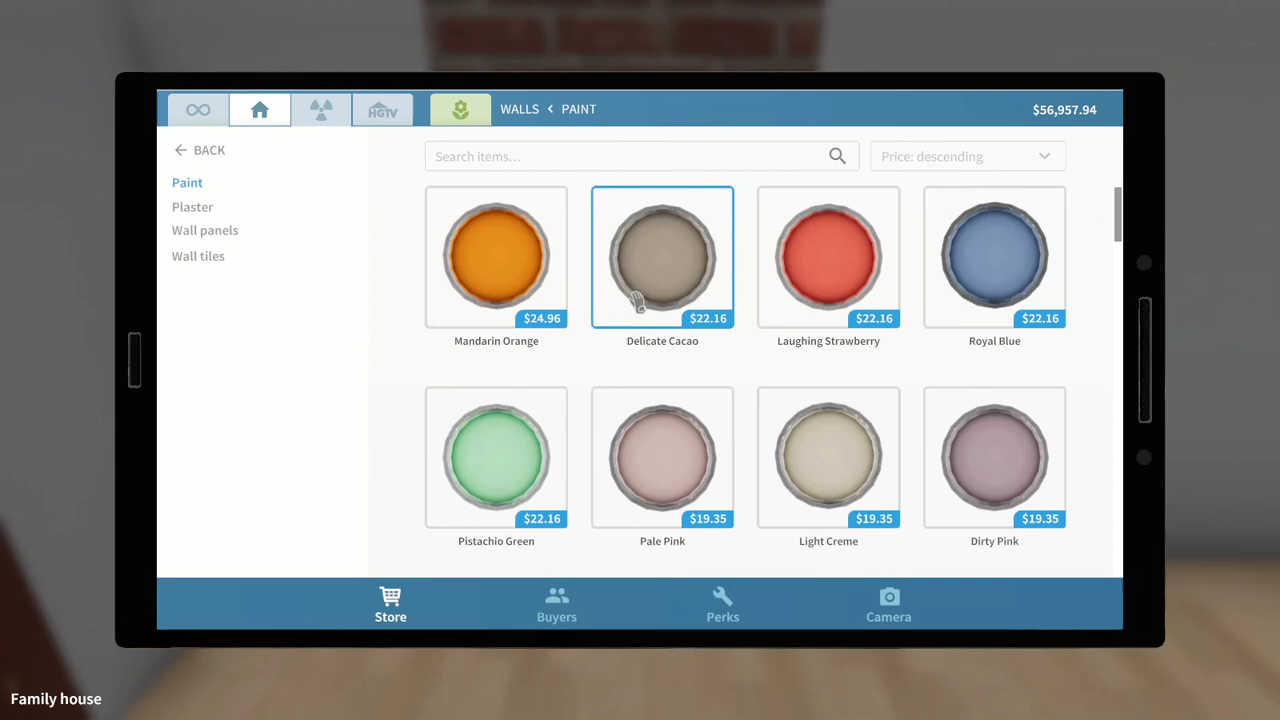 HGTV
WALLS < PAINT
$56,957.94
BACK
Search items...
Price: descending
Paint
Plaster
Wall panels
Wall tiles
$24.96
$22.16
$22.16
$22.16
Mandarin Orange
Delicate Cacao
Laughing Strawberry
Royal Blue
$22.16
$19.35
$19.35
$19.35
Pistachio Green
Pale Pink
Light Creme
Dirty Pink
Store
Buyers
Perks
Camera
Family house